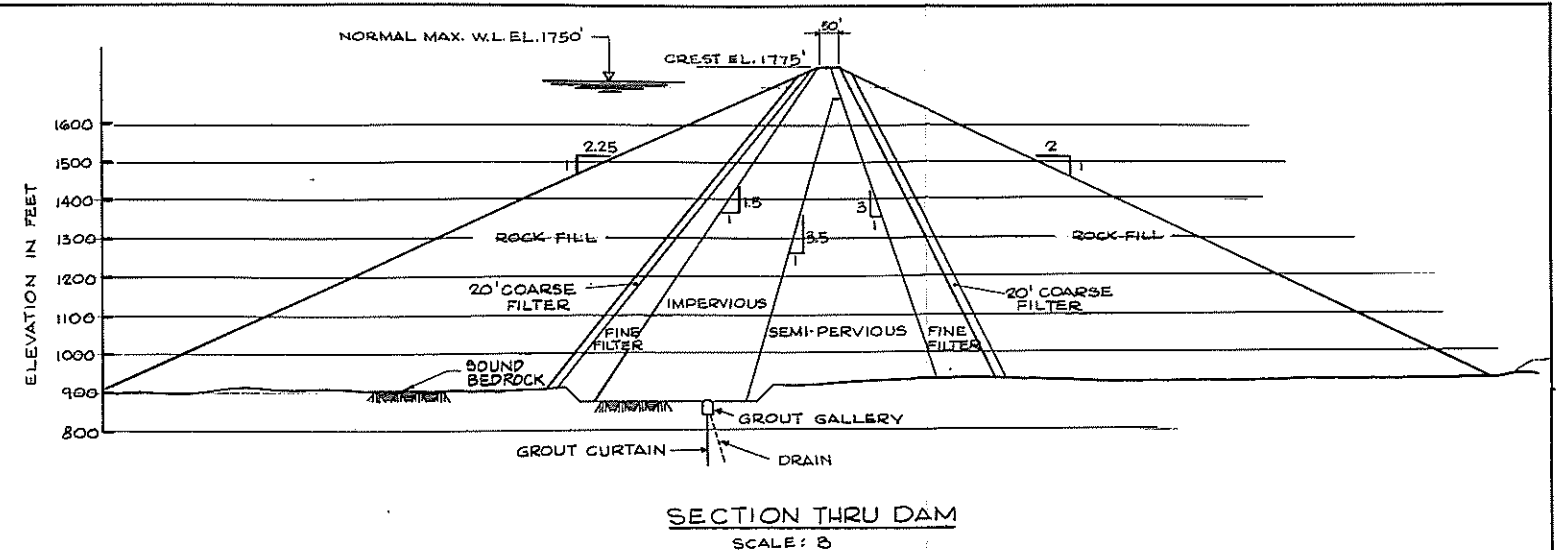 50'
NORMAL MAX. W.L. EL. 1750'
CREST EL. 1775'
1600
1500
1400
1300
1200
1100
1000
900
800
ELEVATION IN FEET
2.25
1
2
1
1.5
1
3
1
3.5
1
ROCK FILL
ROCK FILL
20' COARSE
FILTER
IMPERVIOUS
20' COARSE
FILTER
FINE
FILTER
SEMI-PERVIOUS
FINE
FILTER
SOUND
BEDROCK
GROUT GALLERY
GROUT CURTAIN
DRAIN
SECTION THRU DAM
SCALE: B